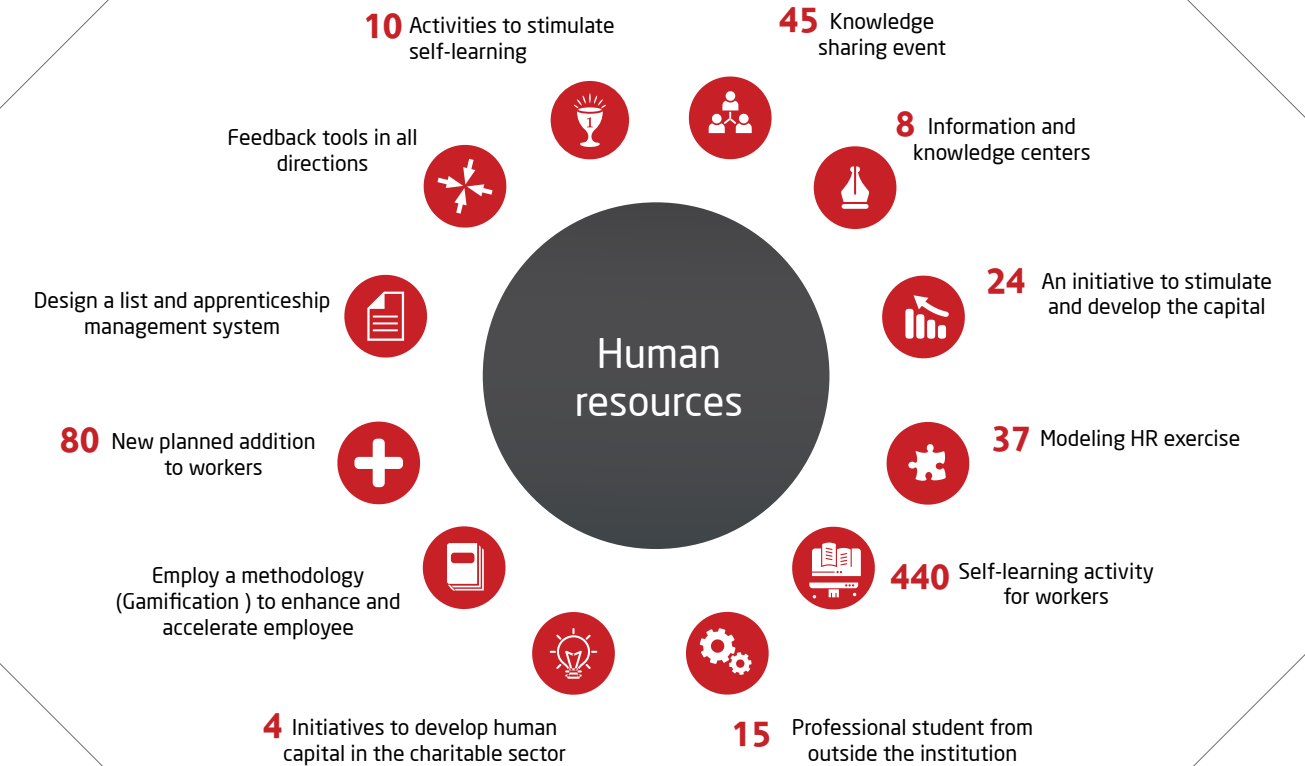 10 Activities to stimulate
self-learning
45 Knowledge
sharing event
8 Information and
knowledge centers
24 An initiative to stimulate
and develop the capital
37 Modeling HR exercise
440 Self-learning activity
for workers
15 Professional student from
outside the institution
4 Initiatives to develop human
capital in the charitable sector
Employ a methodology
(Gamification ) to enhance and
accelerate employee
80 New planned addition
to workers
Design a list and apprenticeship
management system
Feedback tools in all
directions
1
Human
resources